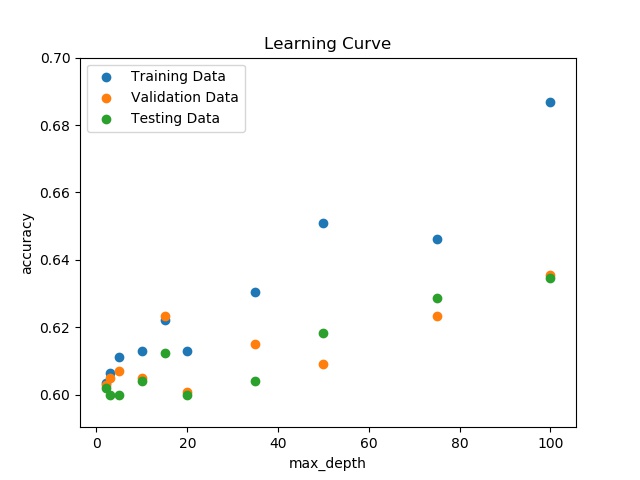 Learning Curve
Training Data
Validation Data
Testing Data
accuracy
0.70
0.68
0.66
0.64
0.62
0.60
0 20 40 60 80 100
max_depth